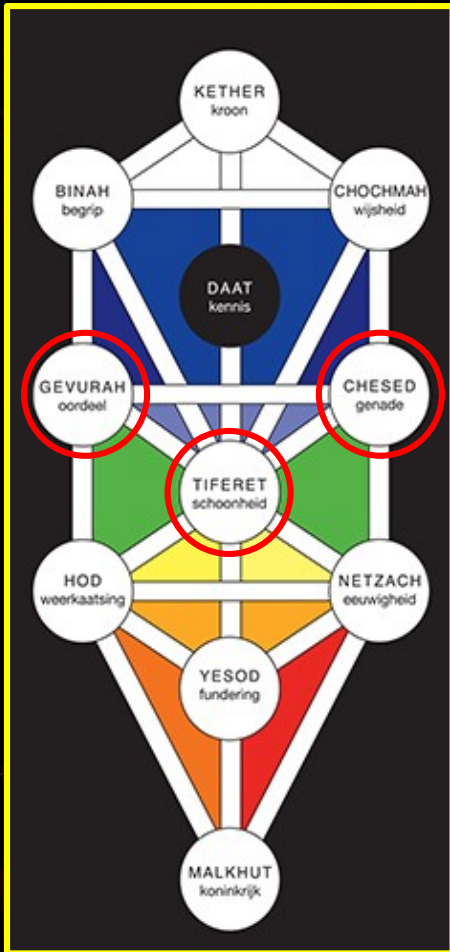 KETHER
kroon
BINAH
begrip
CHOCHMAH
wijsheid
DAAT
kennis
GEVURAH
oordeel
CHESED
genade
TIFERET
schoonheid
HOD
weerkaatsing
NETZACH
eeuwigheid
YESOD
fundering
MALKHUT
koninkrijk